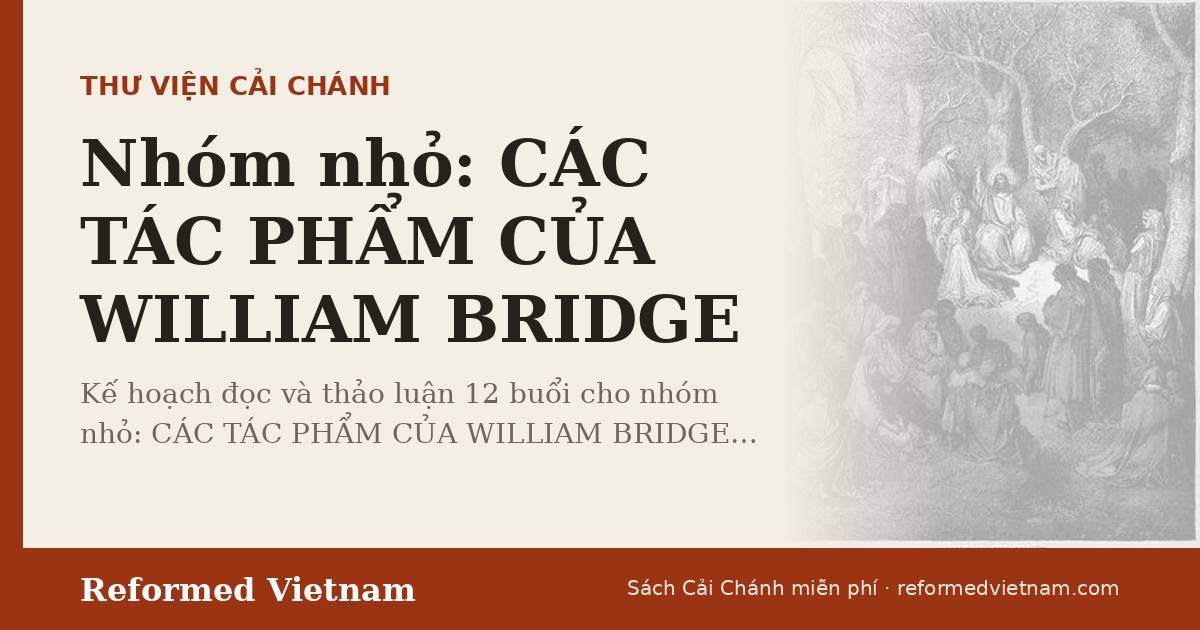 THƯ VIỆN CẢI CHÁNH
Nhóm nhỏ: CÁC
TÁC PHẨM CỦA
WILLIAM BRIDGE
Kế hoạch đọc và thảo luận 12 buổi cho nhóm
nhỏ: CÁC TÁC PHẨM CỦA WILLIAM BRIDGE…
Reformed Vietnam
Sách Cải Chánh miễn phí · reformedvietnam.com